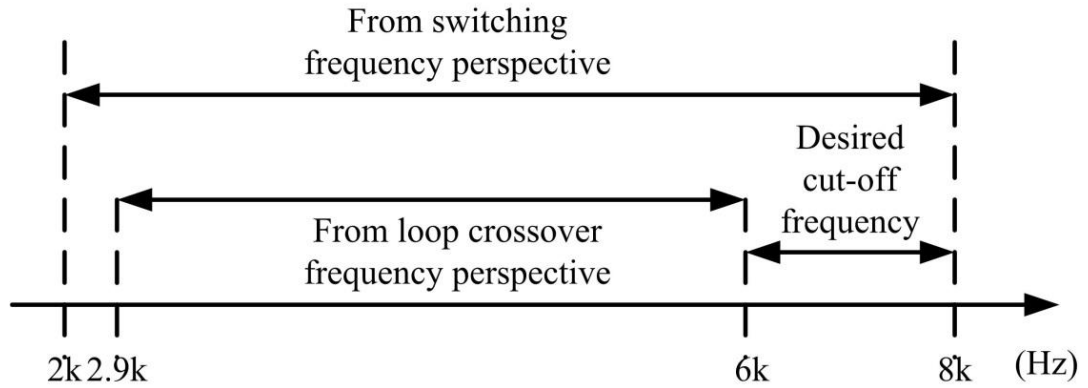 From switching
frequency perspective
Desired
cut-off
frequency
From loop crossover
frequency perspective
2k 2.9k 6k 8k (Hz)